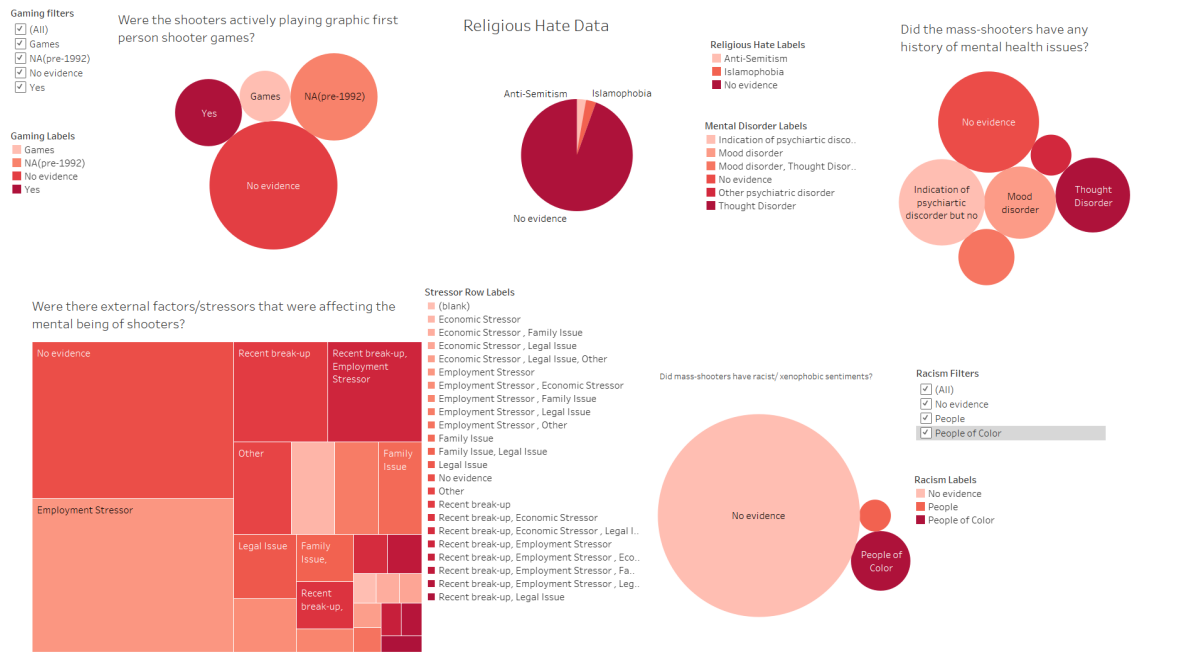 Gaming filters
(All)
Games
NA(pre-1992)
No evidence
Yes
Gaming Labels
Games
NA(pre-1992)
No evidence
Yes
Were the shooters actively playing graphic first
person shooter games?
Yes
Games
NA(pre-1992)
No evidence
Religious Hate Data
Anti-Semitism
Islamophobia
No evidence
Religious Hate Labels
Anti-Semitism
Islamophobia
No evidence
Mental Disorder Labels
Indication of psychiartic disco..
Mood disorder
Mood disorder, Thought Disor..
No evidence
Other psychiatric disorder
Thought Disorder
Did the mass-shooters have any
history of mental health issues?
No evidence
Indication of
psychiartic
disorder but no
Mood
disorder
Thought
Disorder
Were there external factors/stressors that were affecting the
mental being of shooters?
No evidence
Recent break-up
Recent break-up,
Employment
Stressor
Other
Family
Issue
Employment Stressor
Legal Issue
Family
Issue,
Recent
break-up,
Stressor Row Labels
(blank)
Economic Stressor
Economic Stressor , Family Issue
Economic Stressor , Legal Issue
Economic Stressor , Legal Issue, Other
Employment Stressor
Employment Stressor , Economic Stressor
Employment Stressor , Family Issue
Employment Stressor , Legal Issue
Employment Stressor , Other
Family Issue
Family Issue, Legal Issue
Legal Issue
No evidence
Other
Recent break-up
Recent break-up, Economic Stressor
Recent break-up, Economic Stressor , Legal I..
Recent break-up, Employment Stressor
Recent break-up, Employment Stressor , Eco..
Recent break-up, Employment Stressor , Fa..
Recent break-up, Employment Stressor , Leg..
Recent break-up, Legal Issue
Did mass-shooters have racist/ xenophobic sentiments?
No evidence
People of
Color
Racism Filters
(All)
No evidence
People
People of Color
Racism Labels
No evidence
People
People of Color